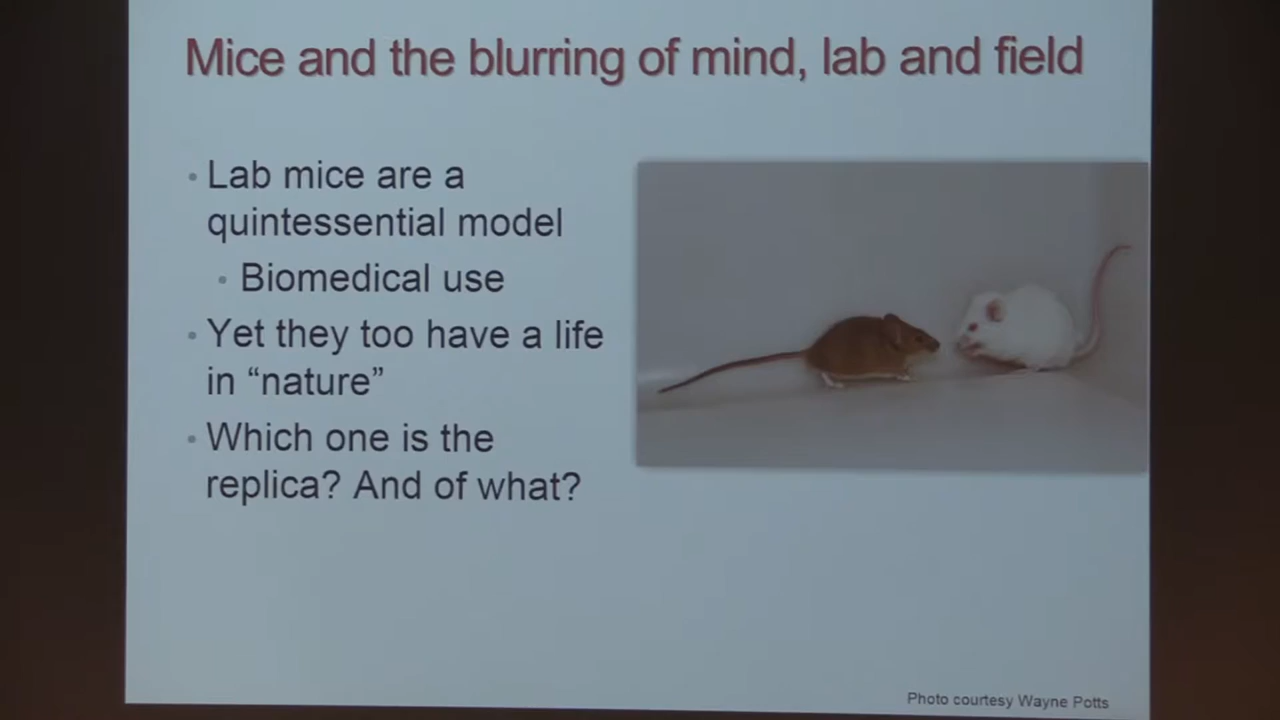 Mice and the blurring of mind, lab and field
• Lab mice are a
quintessential model
• Biomedical use
• Yet they too have a life
in “nature”
• Which one is the
replica? And of what?
Photo courtesy Wayne Potts